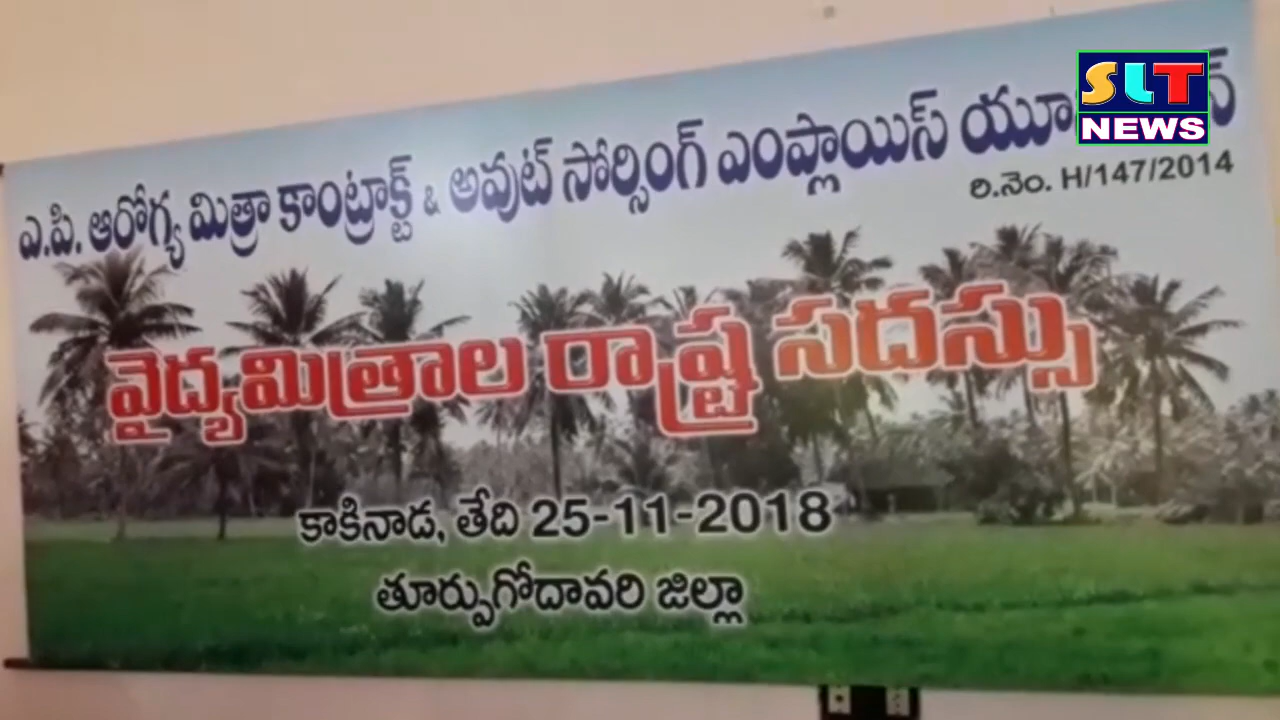 ఎ.పి. ఆరోగ్య మిత్రా కాంట్రాక్ట్ & అవుట్ సోర్సింగ్ ఎంప్లాయిస్
రి.నెం. H/147/2014
వైద్యమిత్రాల రాష్ట్ర సదస్సు
కాకినాడ, తేది 25-11-2018
తూర్పుగోదావరి జిల్లా
SLT
NEWS